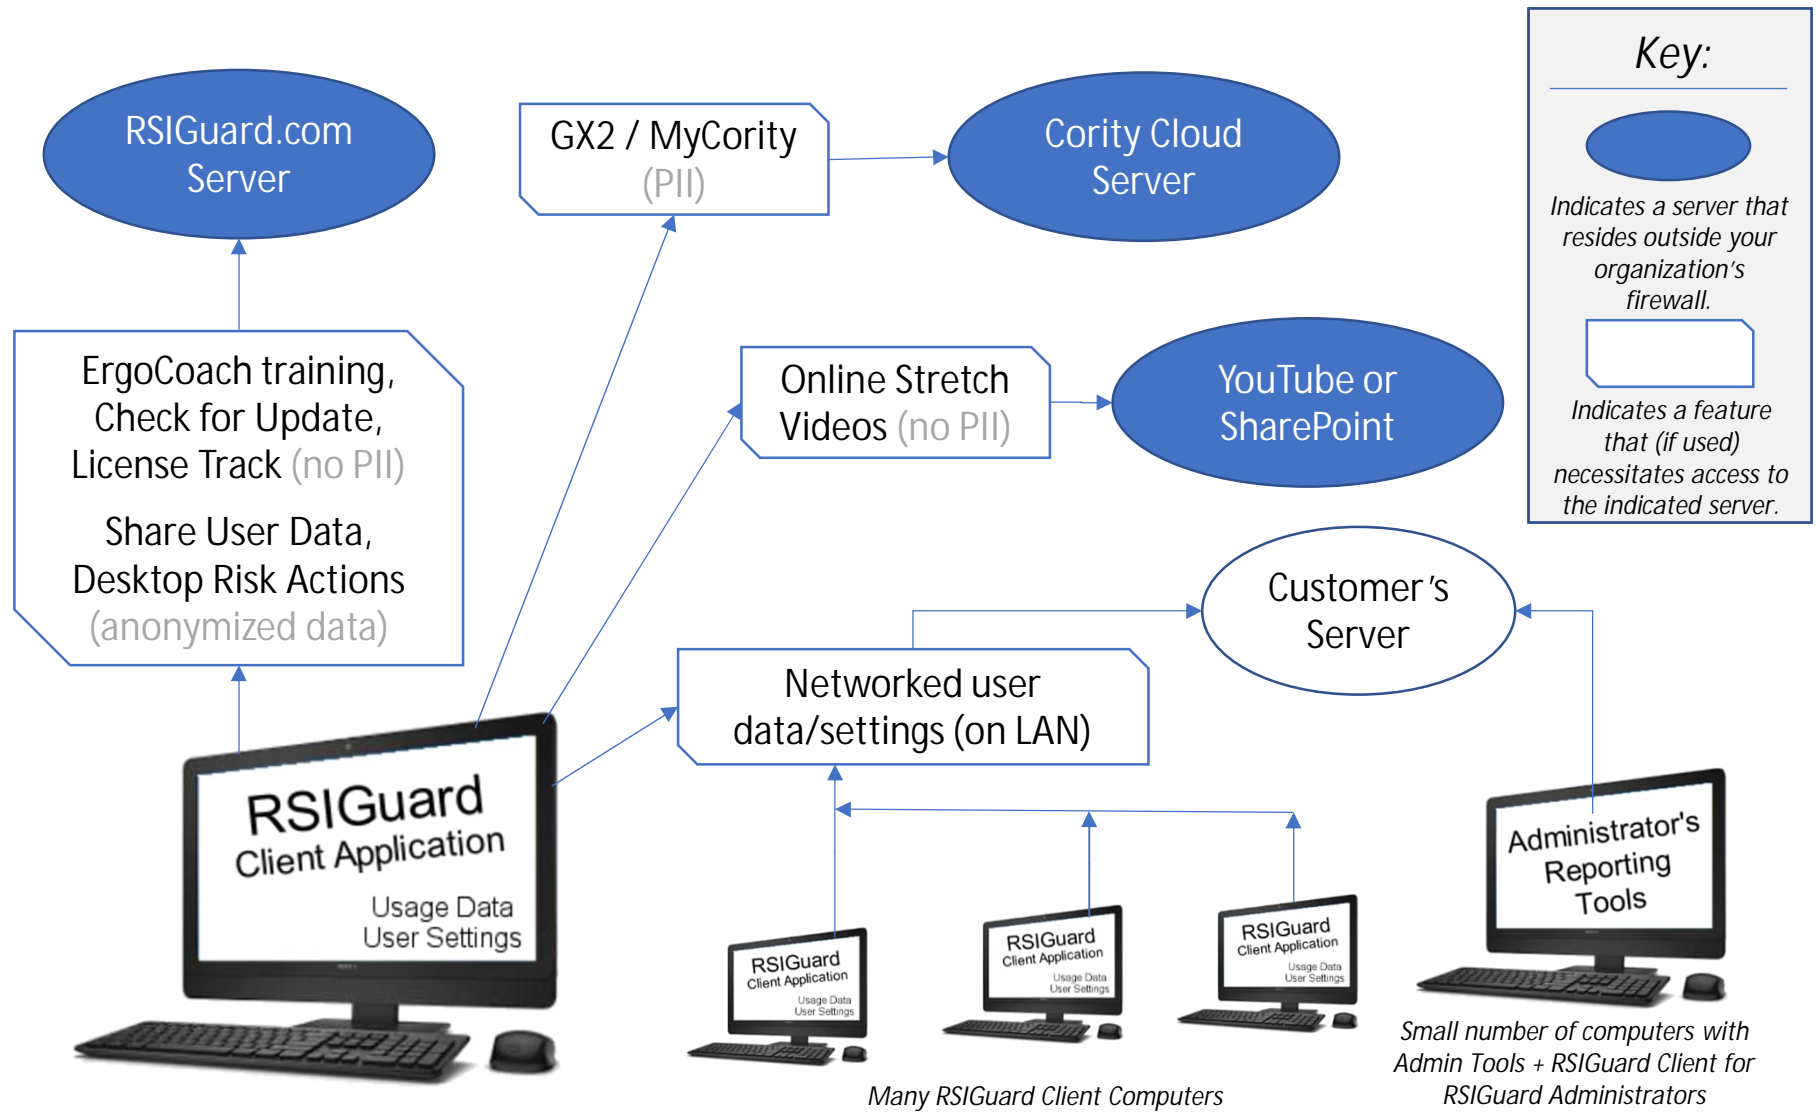 RSIGuard.com
Server
GX2 / MyCority
(PII)
Cority Cloud
Server
Key:
Indicates a server that
resides outside your
organization's
firewall.
Indicates a feature
that (if used)
necessitates access to
the indicated server.
ErgoCoach training,
Check for Update,
License Track (no PII)
Share User Data,
Desktop Risk Actions
(anonymized data)
Online Stretch
Videos (no PII)
YouTube or
SharePoint
Customer's
Server
Networked user
data/settings (on LAN)
RSIGuard
Client Application
Usage Data
User Settings
RSIGuard
Client Application
Usage Data
User Settings
RSIGuard
Client Application
Usage Data
User Settings
RSIGuard
Client Application
Usage Data
User Settings
Administrator's
Reporting
Tools
Many RSIGuard Client Computers
Small number of computers with
Admin Tools + RSIGuard Client for
RSIGuard Administrators